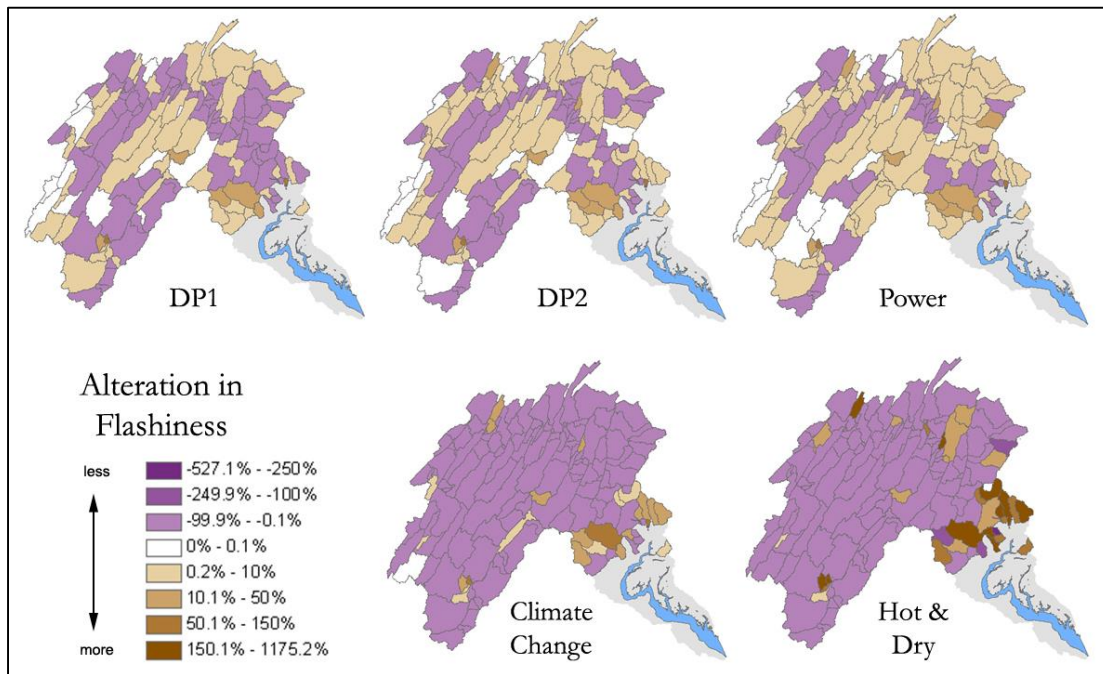 DP1
DP2
Power
Alteration in
Flashiness
less
-527.1% - -250%
-249.9% - -100%
-99.9% - -0.1%
0% - 0.1%
0.2% - 10%
10.1% - 50%
50.1% - 150%
more
150.1% - 1175.2%
Climate
Change
Hot &
Dry